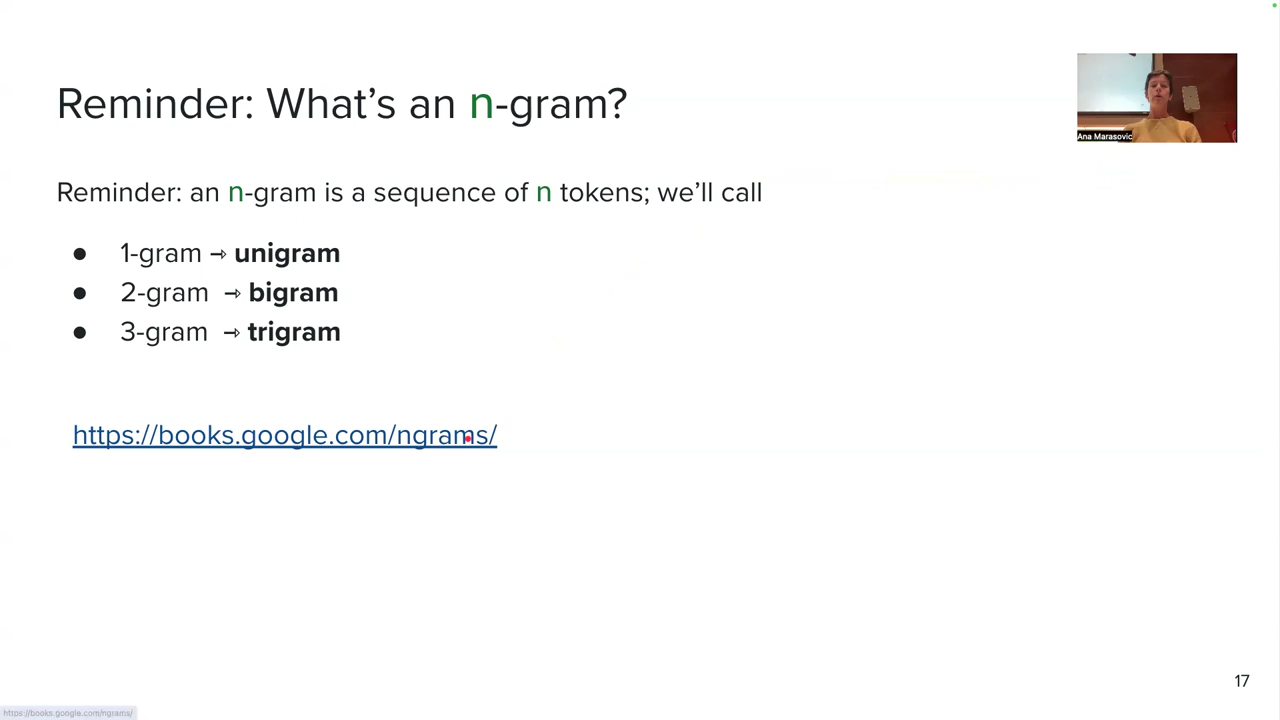 Reminder: What's an n-gram?
Ana Marasovic
Reminder: an n-gram is a sequence of n tokens; we'll call
● 1-gram → unigram
● 2-gram → bigram
● 3-gram → trigram
https://books.google.com/ngrams/
17
https://books.google.com/ngrams/